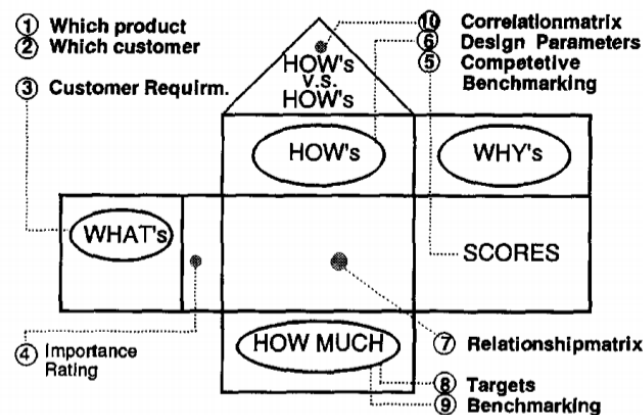 ① Which product
② Which customer
③ Customer Requirm.
⑩ Correlationmatrix
⑥ Design Parameters
⑤ Competetive
Benchmarking
HOW's
v.s.
HOW's
HOW's
WHY's
WHAT's
SCORES
④ Importance
Rating
HOW MUCH
⑦ Relationshipmatrix
⑧ Targets
⑨ Benchmarking